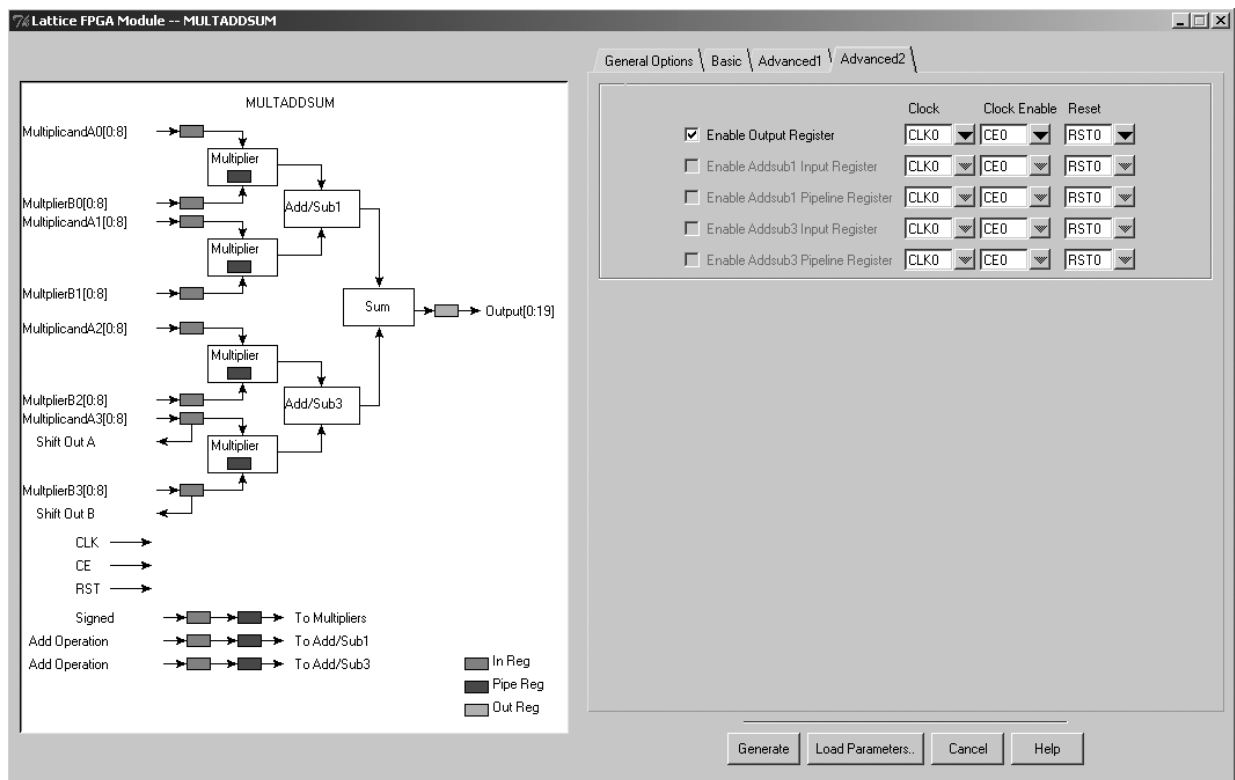 Lattice FPGA Module -- MULTADDSUM
General Options Basic Advanced1 Advanced2
MULTADDSUM
MultiplicandA0[0:8]
Multiplier
MultplierB0[0:8]
MultiplicandA1[0:8]
Add/Sub1
Multiplier
MultplierB1[0:8]
Sum
Output[0:19]
MultiplicandA2[0:8]
Multiplier
MultplierB2[0:8]
MultiplicandA3[0:8]
Add/Sub3
Shift Out A
Multiplier
MultplierB3[0:8]
Shift Out B
CLK
CE
RST
Signed To Multipliers
Add Operation To Add/Sub1
Add Operation To Add/Sub3
In Reg
Pipe Reg
Out Reg
Clock Clock Enable Reset
Enable Output Register CLK0 CE0 RST0
Enable Addsub1 Input Register CLK0 CE0 RST0
Enable Addsub1 Pipeline Register CLK0 CE0 RST0
Enable Addsub3 Input Register CLK0 CE0 RST0
Enable Addsub3 Pipeline Register CLK0 CE0 RST0
Generate Load Parameters.. Cancel Help